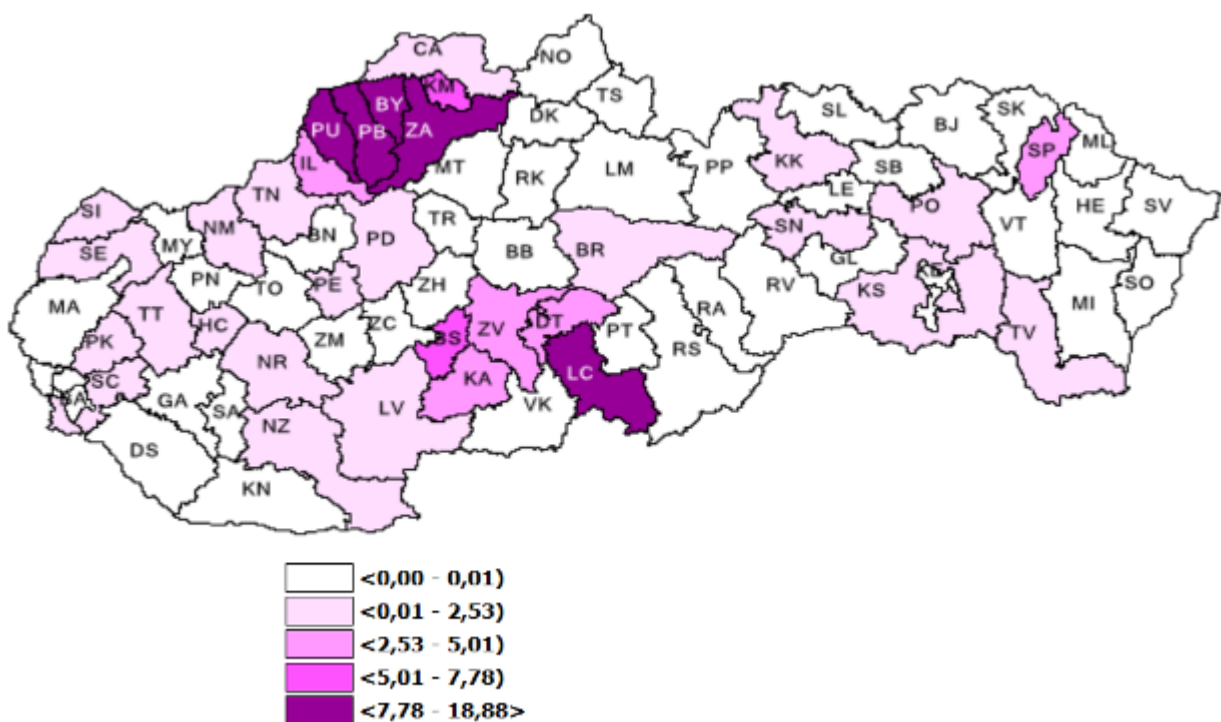 CA
NO
KM
TS
BY
PU
PB
ZA
DK
SL
SK
BJ
ML
SP
IL
MT
RK
LM
PP
KK
SB
LE
TN
SI
NM
TR
PO
HE
SV
VT
SE
MY
BN
PD
BB
BR
SN
GL
PN
TO
PE
ZH
KE
SO
MA
TT
HC
ZM
ZC
BS
ZV
DT
PT
RA
RV
KS
TV
MI
PK
NR
RS
SC
BA
GA
SA
LV
KA
LC
VK
NZ
DS
KN
<0,00 - 0,01)
<0,01 - 2,53)
<2,53 - 5,01)
<5,01 - 7,78)
<7,78 - 18,88>